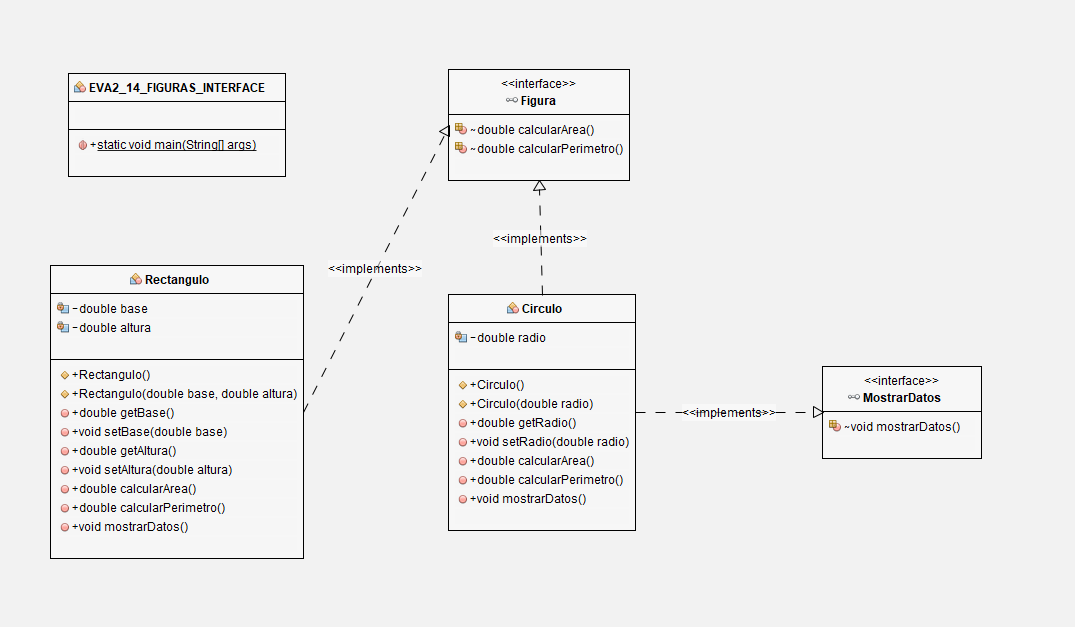 EVA2_14_FIGURAS_INTERFACE
+static void main(String[] args)
<<interface>>
Figura
~double calcularArea()
~double calcularPerimetro()
<<implements>>
<<implements>>
Rectangulo
-double base
-double altura
+Rectangulo()
+Rectangulo(double base, double altura)
+double getBase()
+void setBase(double base)
+double getAltura()
+void setAltura(double altura)
+double calcularArea()
+double calcularPerimetro()
+void mostrarDatos()
Circulo
-double radio
+Circulo()
+Circulo(double radio)
+double getRadio()
+void setRadio(double radio)
+double calcularArea()
+double calcularPerimetro()
+void mostrarDatos()
<<implements>>
<<interface>>
MostrarDatos
~void mostrarDatos()